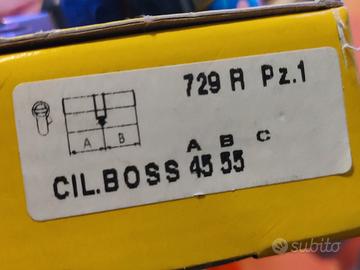 729 R Pz.1
A B
A B C
CIL.BOSS 45 55
subito